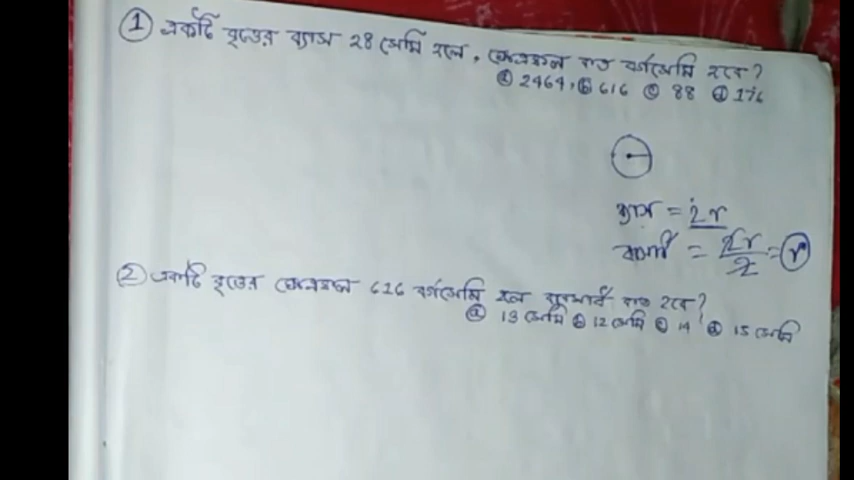 ① একটি বৃত্তের ব্যাস 28 সেমি হলে, ক্ষেত্রফল কত বর্গসেমি হবে?
ⓐ 2464, ⓑ 616 ⓒ 88 ⓓ 176
ব্যাস = 2r
ব্যাসার্ধ = 2r/2 = r
② একটি বৃত্তের ক্ষেত্রফল 616 বর্গসেমি হলে ব্যাসার্ধ কত হবে?
ⓐ 13 সেমি ⓑ 12 সেমি ⓒ 14 ⓓ 15 সেমি